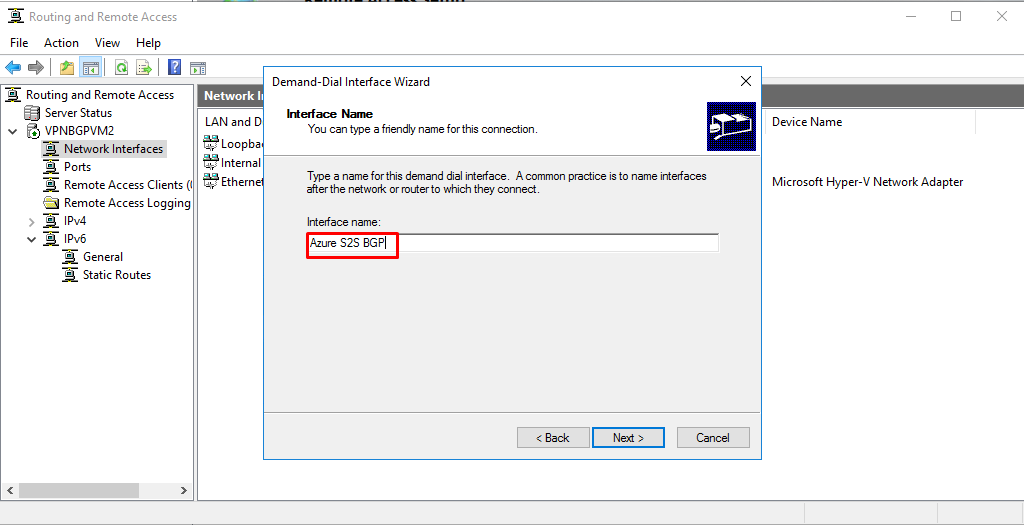 Remote Access Setup
Routing and Remote Access
File Action View Help
Routing and Remote Access
Server Status
VPNBGPVM2
Network Interfaces
Ports
Remote Access Clients (
Remote Access Logging
IPv4
IPv6
General
Static Routes
Network I
LAN and D
Device Name
Loopba
Internal
Ethernet
Microsoft Hyper-V Network Adapter
Demand-Dial Interface Wizard
Interface Name
You can type a friendly name for this connection.
Type a name for this demand dial interface. A common practice is to name interfaces
after the network or router to which they connect.
Interface name:
Azure S2S BGP
< Back
Next >
Cancel